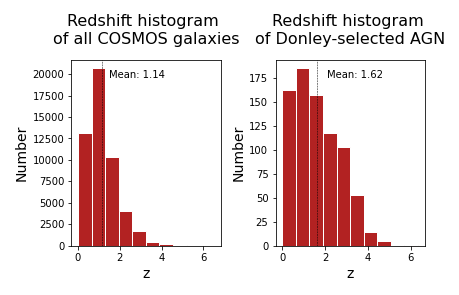 Redshift histogram
of all COSMOS galaxies
Mean: 1.14
20000
17500
15000
12500
10000
7500
5000
2500
0
Number
0 2 4 6
z
Redshift histogram
of Donley-selected AGN
Mean: 1.62
175
150
125
100
75
50
25
0
Number
0 2 4 6
z